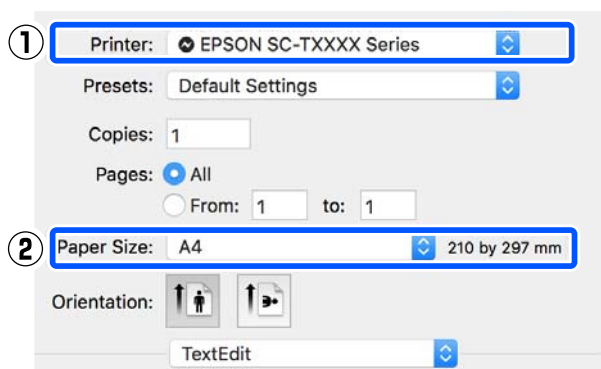 ① Printer: EPSON SC-TXXXX Series
Presets: Default Settings
Copies: 1
Pages: All
From: 1 to: 1
② Paper Size: A4 210 by 297 mm
Orientation:
TextEdit